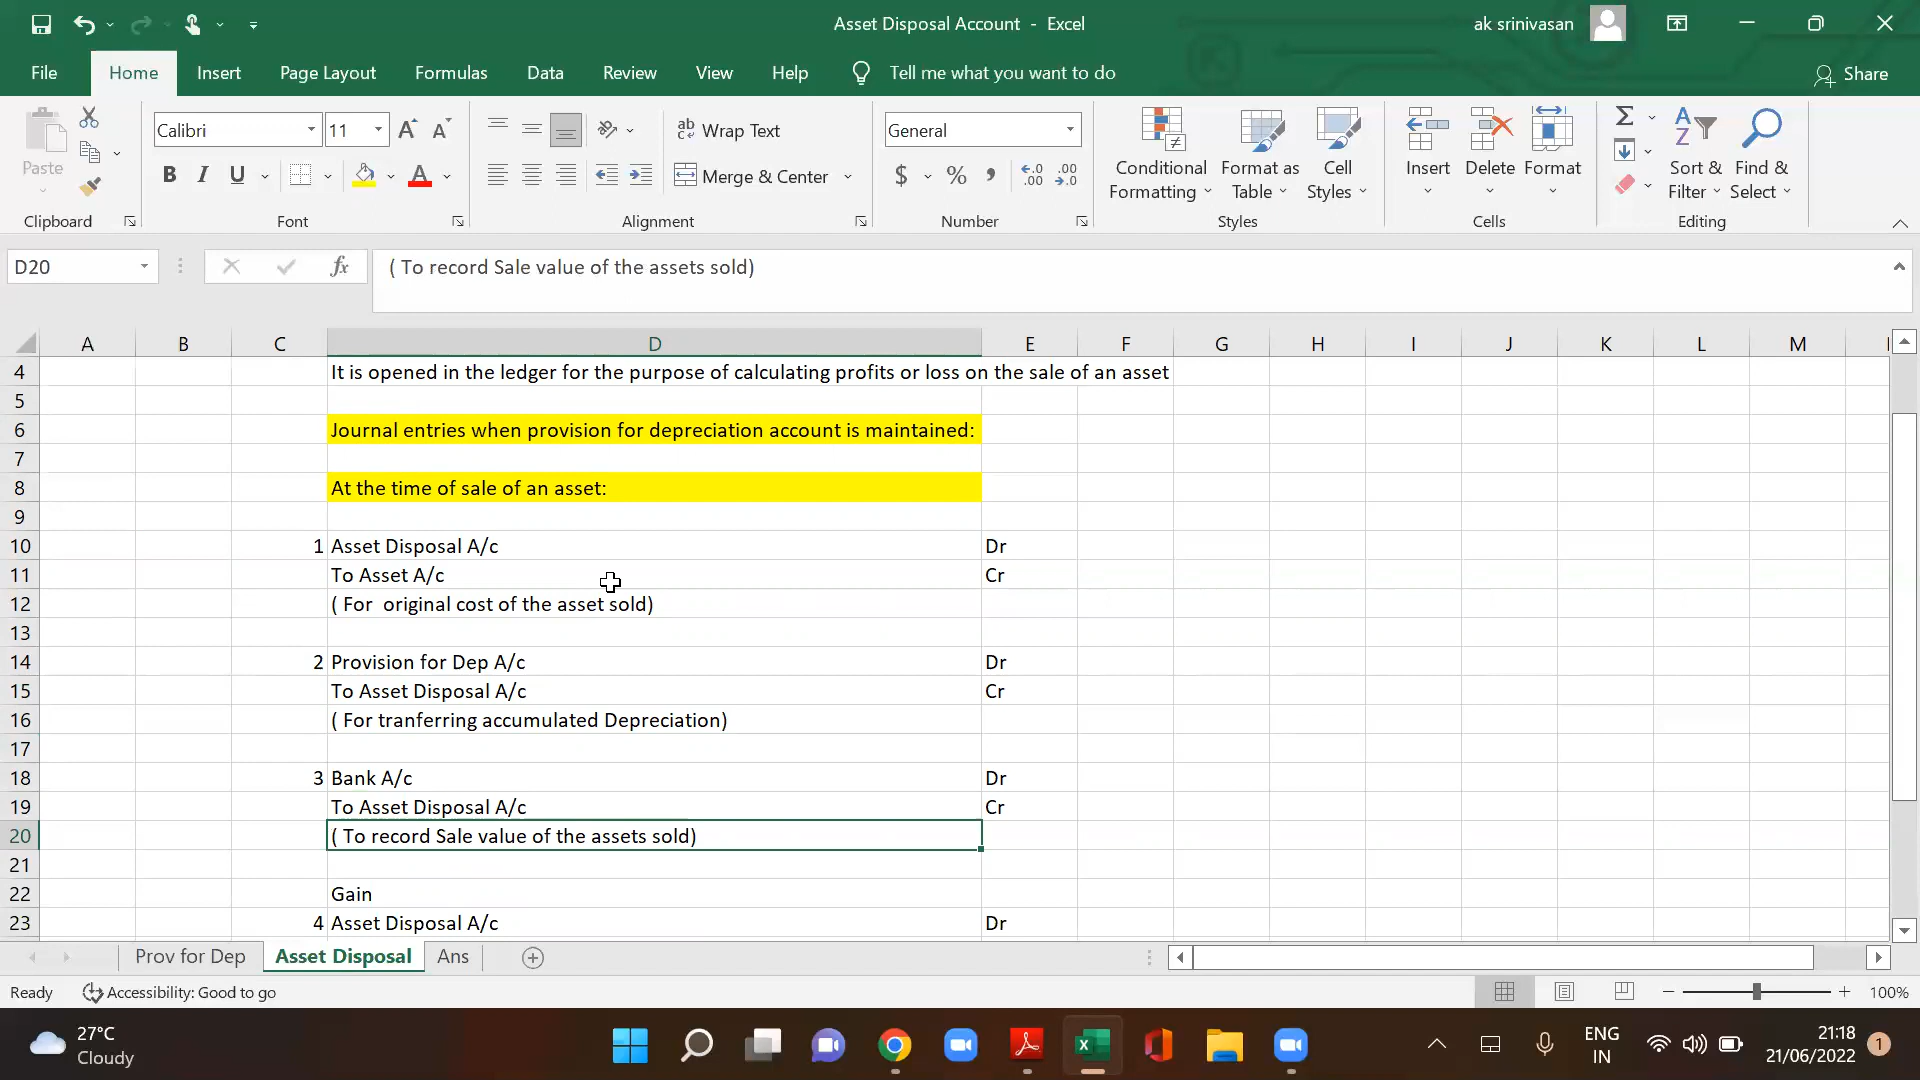 Asset Disposal Account - Excel
ak srinivasan
File Home Insert Page Layout Formulas Data Review View Help Tell me what you want to do Share
Paste
Clipboard
Calibri 11
A A
B I U A
Font
ab Wrap Text
Merge & Center
Alignment
General
$ % , .00 .00
Number
Conditional Formatting
Format as Table
Cell Styles
Styles
Insert Delete Format
Cells
Sort & Filter
Find & Select
Editing
D20 fx ( To record Sale value of the assets sold)
A B C D E F G H I J K L M
4 It is opened in the ledger for the purpose of calculating profits or loss on the sale of an asset
5
6 Journal entries when provision for depreciation account is maintained:
7
8 At the time of sale of an asset:
9
10 1 Asset Disposal A/c Dr
11 To Asset A/c Cr
12 ( For  original cost of the asset sold)
13
14 2 Provision for Dep A/c Dr
15 To Asset Disposal A/c Cr
16 ( For tranferring accumulated Depreciation)
17
18 3 Bank A/c Dr
19 To Asset Disposal A/c Cr
20 ( To record Sale value of the assets sold)
21
22 Gain
23 4 Asset Disposal A/c Dr
Prov for Dep Asset Disposal Ans
Ready Accessibility: Good to go 100%
27°C
Cloudy
ENG
IN
21:18
21/06/2022
1